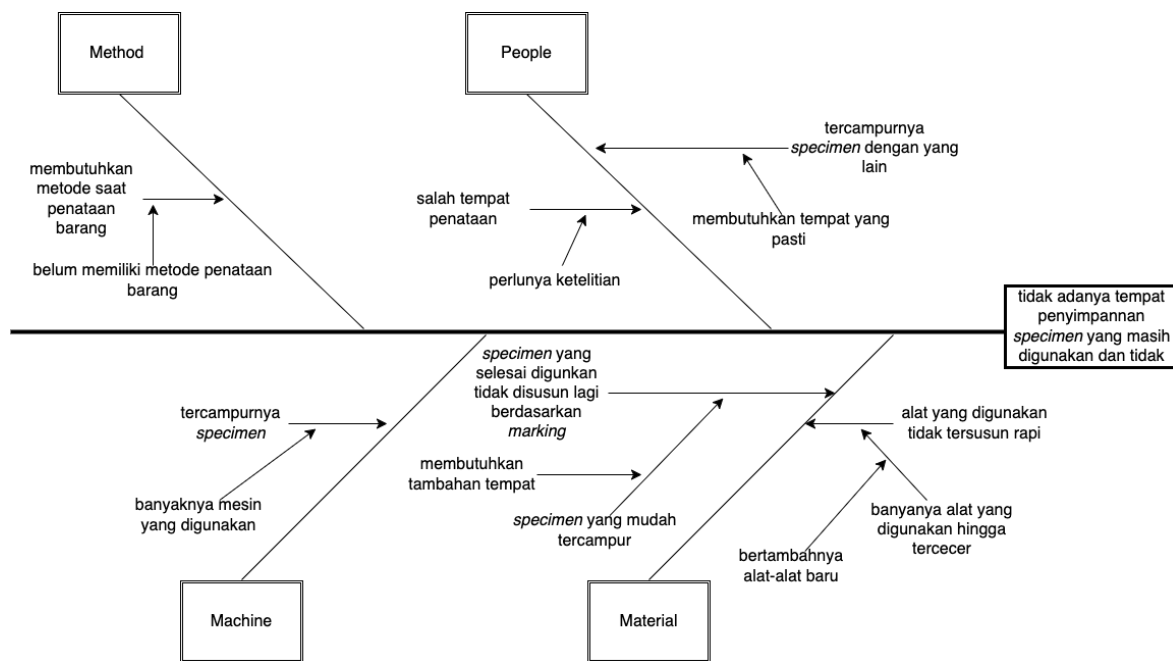 Method
People
tercampurnya
specimen dengan yang
lain
membutuhkan
metode saat
penataan
barang
salah tempat
penataan
membutuhkan tempat yang
pasti
belum memiliki metode penataan
barang
perlunya ketelitian
tidak adanya tempat
penyimpannan
specimen yang masih
digunakan dan tidak
specimen yang
selesai digunkan
tidak disusun lagi
berdasarkan
marking
tercampurnya
specimen
alat yang digunakan
tidak tersusun rapi
membutuhkan
tambahan tempat
banyaknya mesin
yang digunakan
specimen yang mudah
tercampur
banyanya alat yang
digunakan hingga
tercecer
bertambahnya
alat-alat baru
Machine
Material